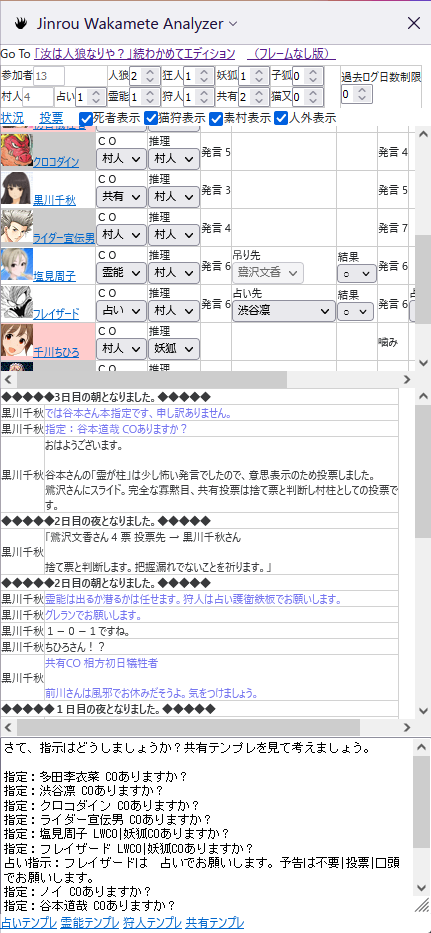 Jinrou Wakamete Analyzer
Go To 「汝は人狼なりや？」続わかめてエディション （フレームなし版）
参加者 13 人狼 2 狂人 1 妖狐 1 子狐 0 過去ログ日数制限
村人 4 占い 1 霊能 1 狩人 1 共有 2 猫又 0 0
状況 投票 死者表示 猫狩表示 素村表示 人外表示
クロコダイン ＣＯ 村人 推理 村人 発言 5 発言 4
黒川千秋 ＣＯ 共有 推理 村人 発言 3 発言 5
ライダー宣伝男 ＣＯ 村人 推理 村人 発言 4 発言 7
塩見周子 ＣＯ 霊能 推理 村人 発言 6 吊り先 鷺沢文香 結果 ○ 発言 6
フレイザード ＣＯ 占い 推理 村人 発言 6 占い先 渋谷凛 結果 ○ 発言 6
千川ちひろ ＣＯ 村人 推理 妖狐 噛み
◆◆◆◆◆3日目の朝となりました。◆◆◆◆◆
黒川千秋 では谷本さん本指定です、申し訳ありません。
黒川千秋 指定：谷本道哉 COありますか？
黒川千秋 おはようございます。
谷本さんの「霊が柱」は少し怖い発言でしたので、意思表示のため投票しました。
鷺沢さんにスライド。完全な寡黙目、共有投票は捨て票と判断し村柱としての投票です。
◆◆◆◆◆2日目の夜となりました。◆◆◆◆◆
黒川千秋 「鷺沢文香さん 4 票 投票先 → 黒川千秋さん
捨て票と判断します。把握漏れでないことを祈ります。」
◆◆◆◆◆2日目の朝となりました。◆◆◆◆◆
黒川千秋 霊能は出るか潜るかは任せます。狩人は占い護衛鉄板でお願いします。
黒川千秋 グレランでお願いします。
黒川千秋 １－０－１ですね。
黒川千秋 ちひろさん！？
黒川千秋 共有CO 相方初日犠牲者
前川さんは風邪でお休みだそうよ。気をつけましょう。
◆◆◆◆◆１日目の夜となりました。◆◆◆◆◆
さて、指示はどうしましょうか？共有テンプレを見て考えましょう。
指定：多田李衣菜 COありますか？
指定：渋谷凛 COありますか？
指定：クロコダイン COありますか？
指定：ライダー宣伝男 COありますか？
指定：塩見周子 LWCO|妖狐COありますか？
指定：フレイザード LWCO|妖狐COありますか？
占い指示：フレイザードは　占いでお願いします。予告は不要|投票|口頭でお願いします。
指定：ノイ COありますか？
指定：谷本道哉 COありますか？
占いテンプレ 霊能テンプレ 狩人テンプレ 共有テンプレ